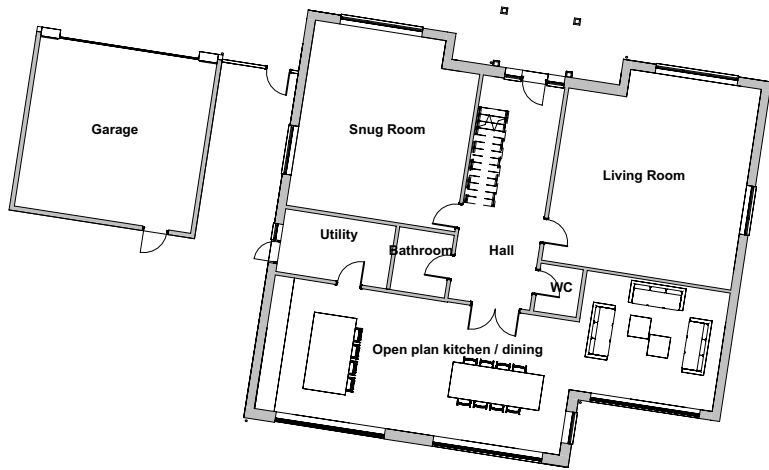 Garage
Snug Room
Living Room
Utility
Bathroom
Hall
WC
Open plan kitchen / dining